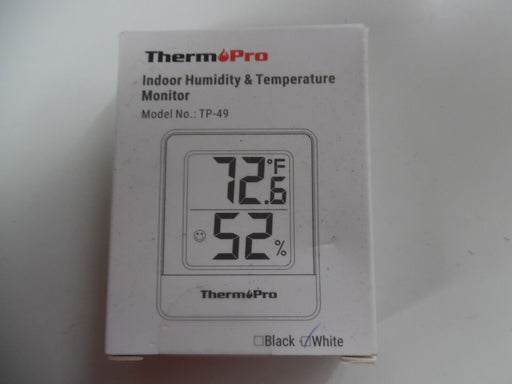 ThermoPro
Indoor Humidity & Temperature
Monitor
Model No.: TP-49
72.6 °F
52 %
ThermoPro
Black White